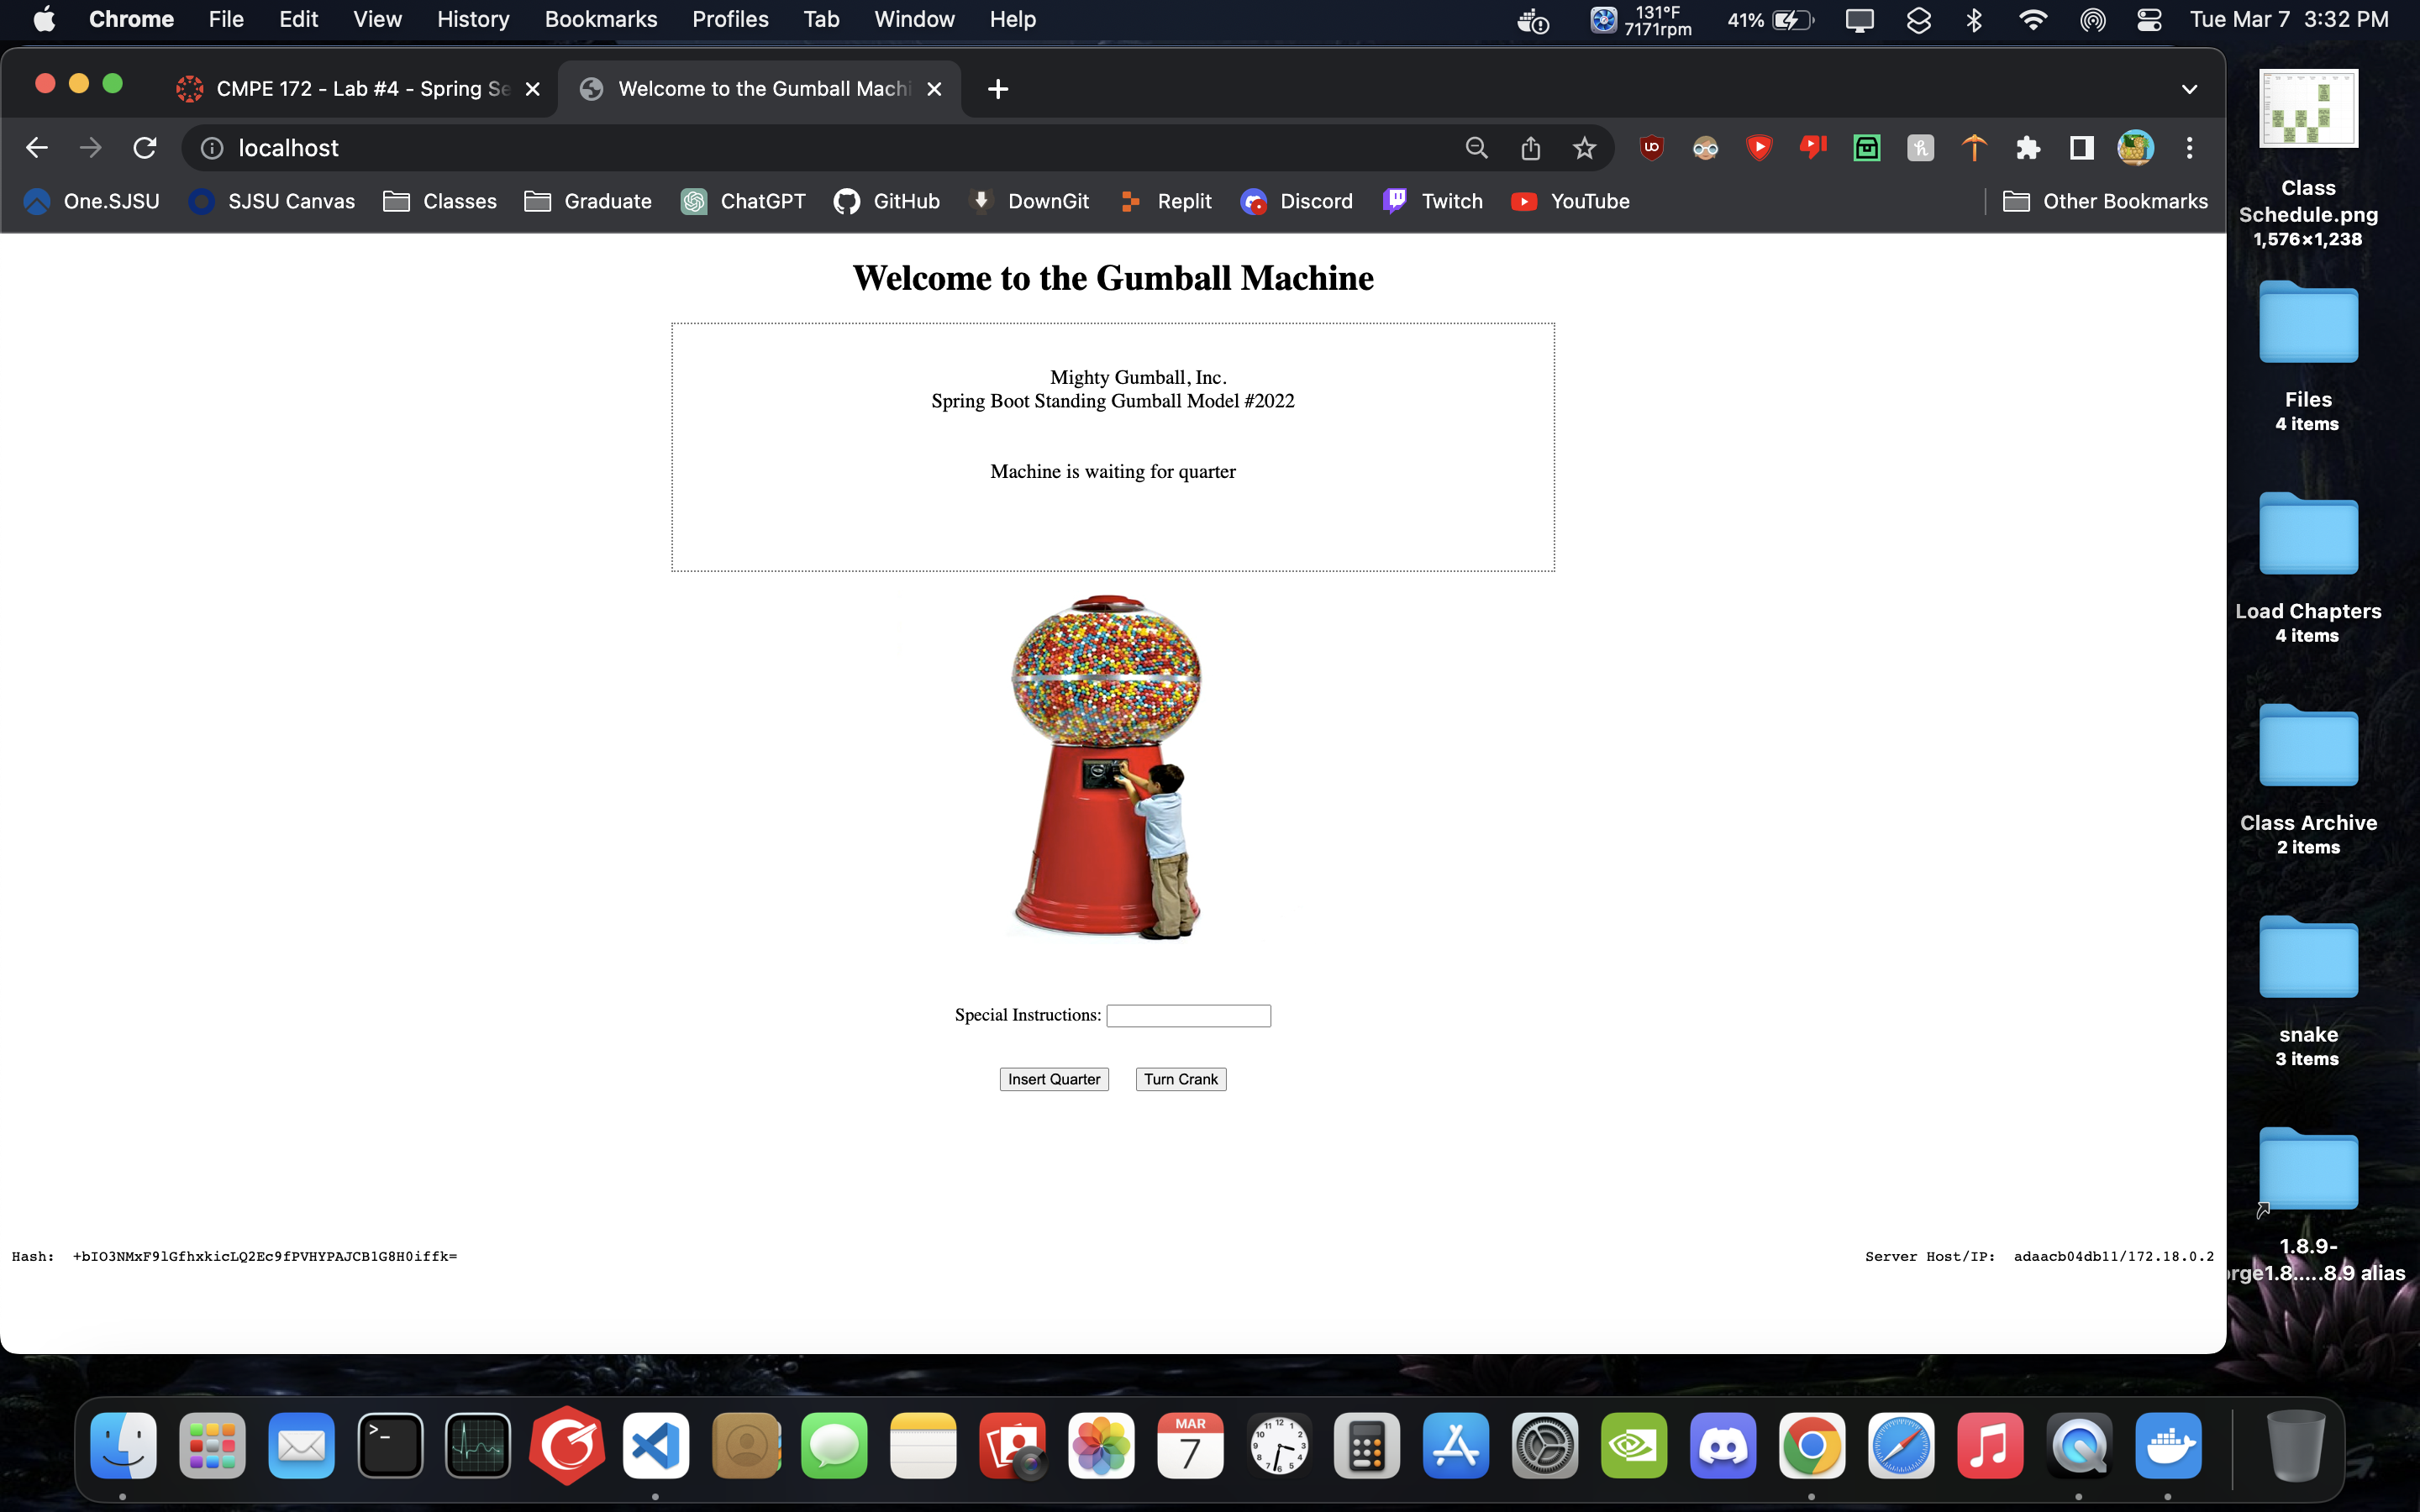 Chrome File Edit View History Bookmarks Profiles Tab Window Help 131°F 7171rpm 41% Tue Mar 7 3:32 PM
CMPE 172 - Lab #4 - Spring Se
Welcome to the Gumball Machi
localhost
One.SJSU SJSU Canvas Classes Graduate ChatGPT GitHub DownGit Replit Discord Twitch YouTube Other Bookmarks
Welcome to the Gumball Machine
Mighty Gumball, Inc.
Spring Boot Standing Gumball Model #2022
Machine is waiting for quarter
Special Instructions:
Insert Quarter Turn Crank
Hash: +bIO3NMxF9lGfhxkicLQ2Ec9fPVHYPAJCB1G8H0iffk=
Server Host/IP: adaacb04db11/172.18.0.2
Class
Schedule.png
1,576×1,238
Files
4 items
Load Chapters
4 items
Class Archive
2 items
snake
3 items
1.8.9-
orge1.8.....8.9 alias
MAR
7